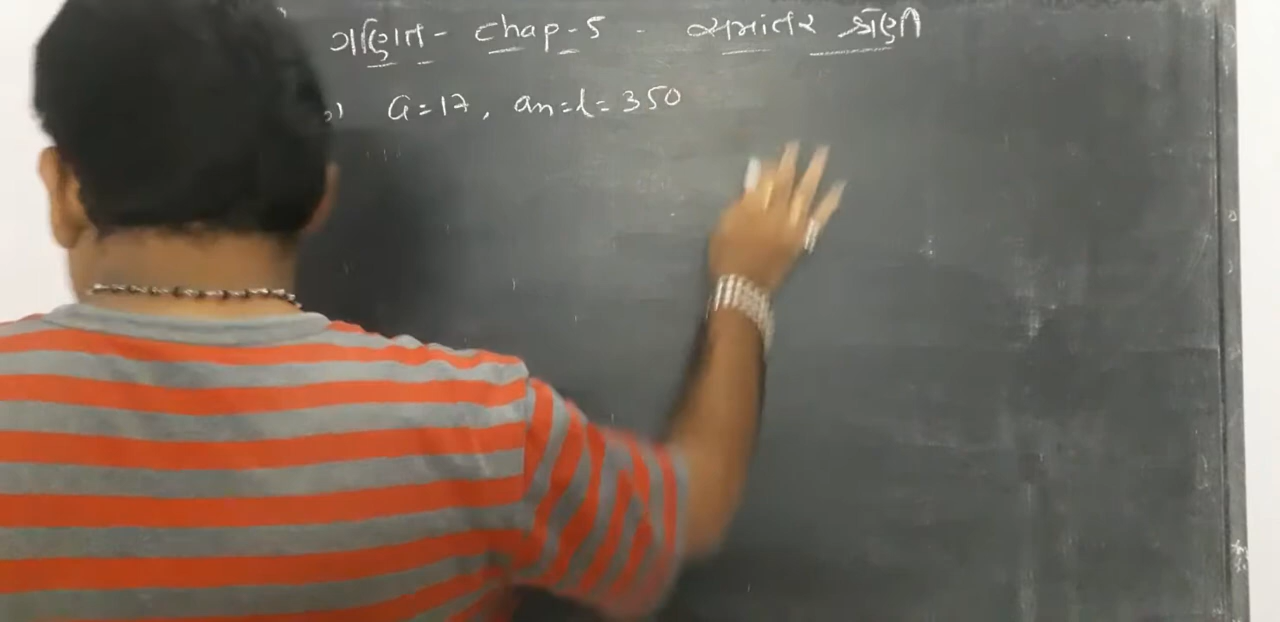 ગણિત - chap-5 - સમાંતર શ્રેણી
) a = 17, an = l = 350